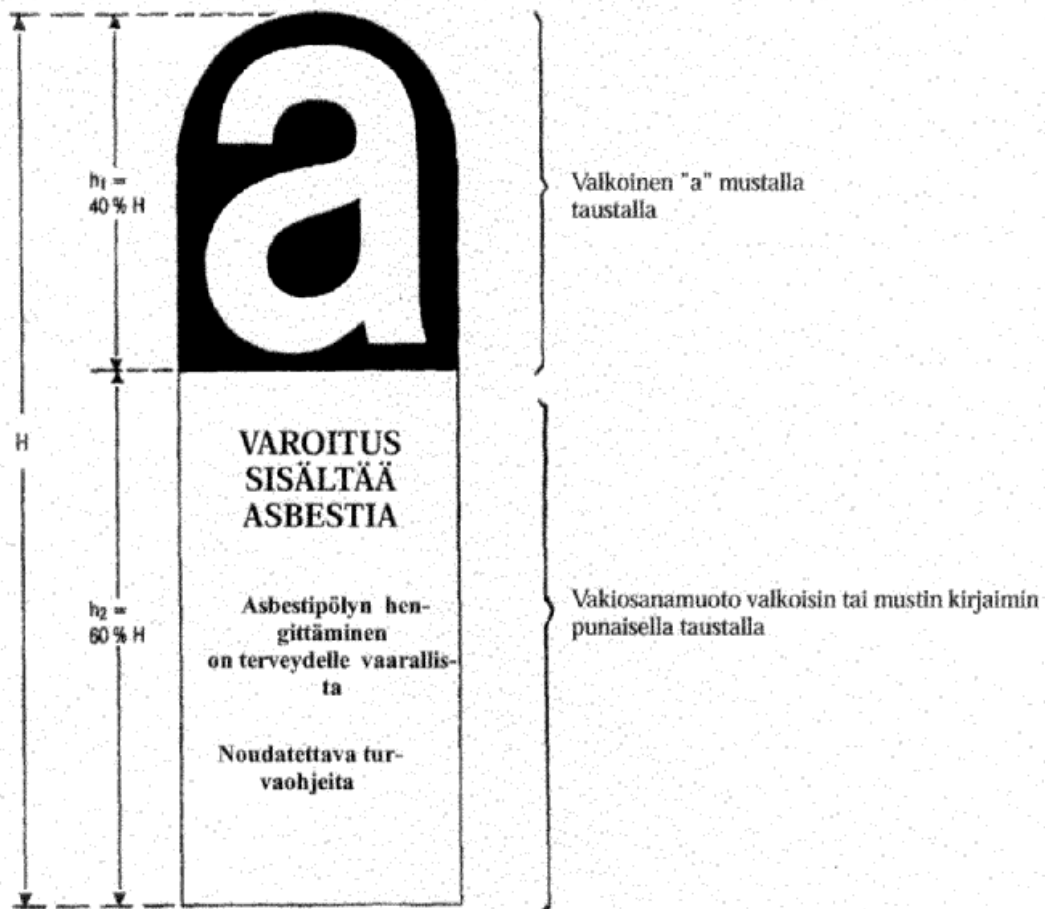 a
h1 =
40 % H
Valkoinen "a" mustalla
taustalla
H
VAROITUS
SISÄLTÄÄ
ASBESTIA
h2 =
60 % H
Asbestipölyn hen-
gittäminen
on terveydelle vaarallis-
ta
Noudatettava tur-
vaohjeita
Vakiosanamuoto valkoisin tai mustin kirjaimin
punaisella taustalla